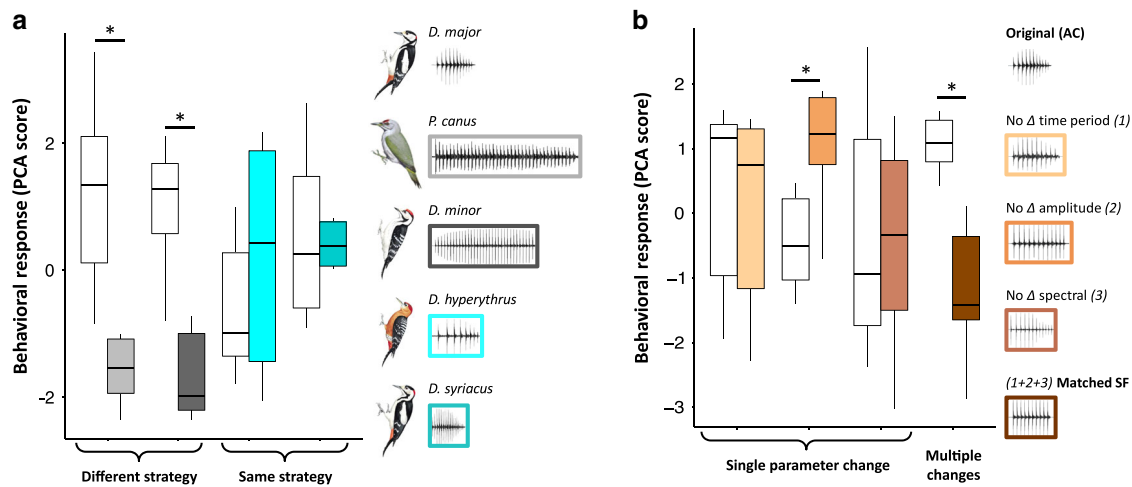 a
Behavioral response (PCA score)
2
0
−2
*
*
Different strategy
Same strategy
D. major
P. canus
D. minor
D. hyperythrus
D. syriacus
b
Behavioral response (PCA score)
2
1
0
−1
−2
−3
*
*
Single parameter change
Multiple
changes
Original (AC)
No Δ time period (1)
No Δ amplitude (2)
No Δ spectral (3)
(1+2+3) Matched SF